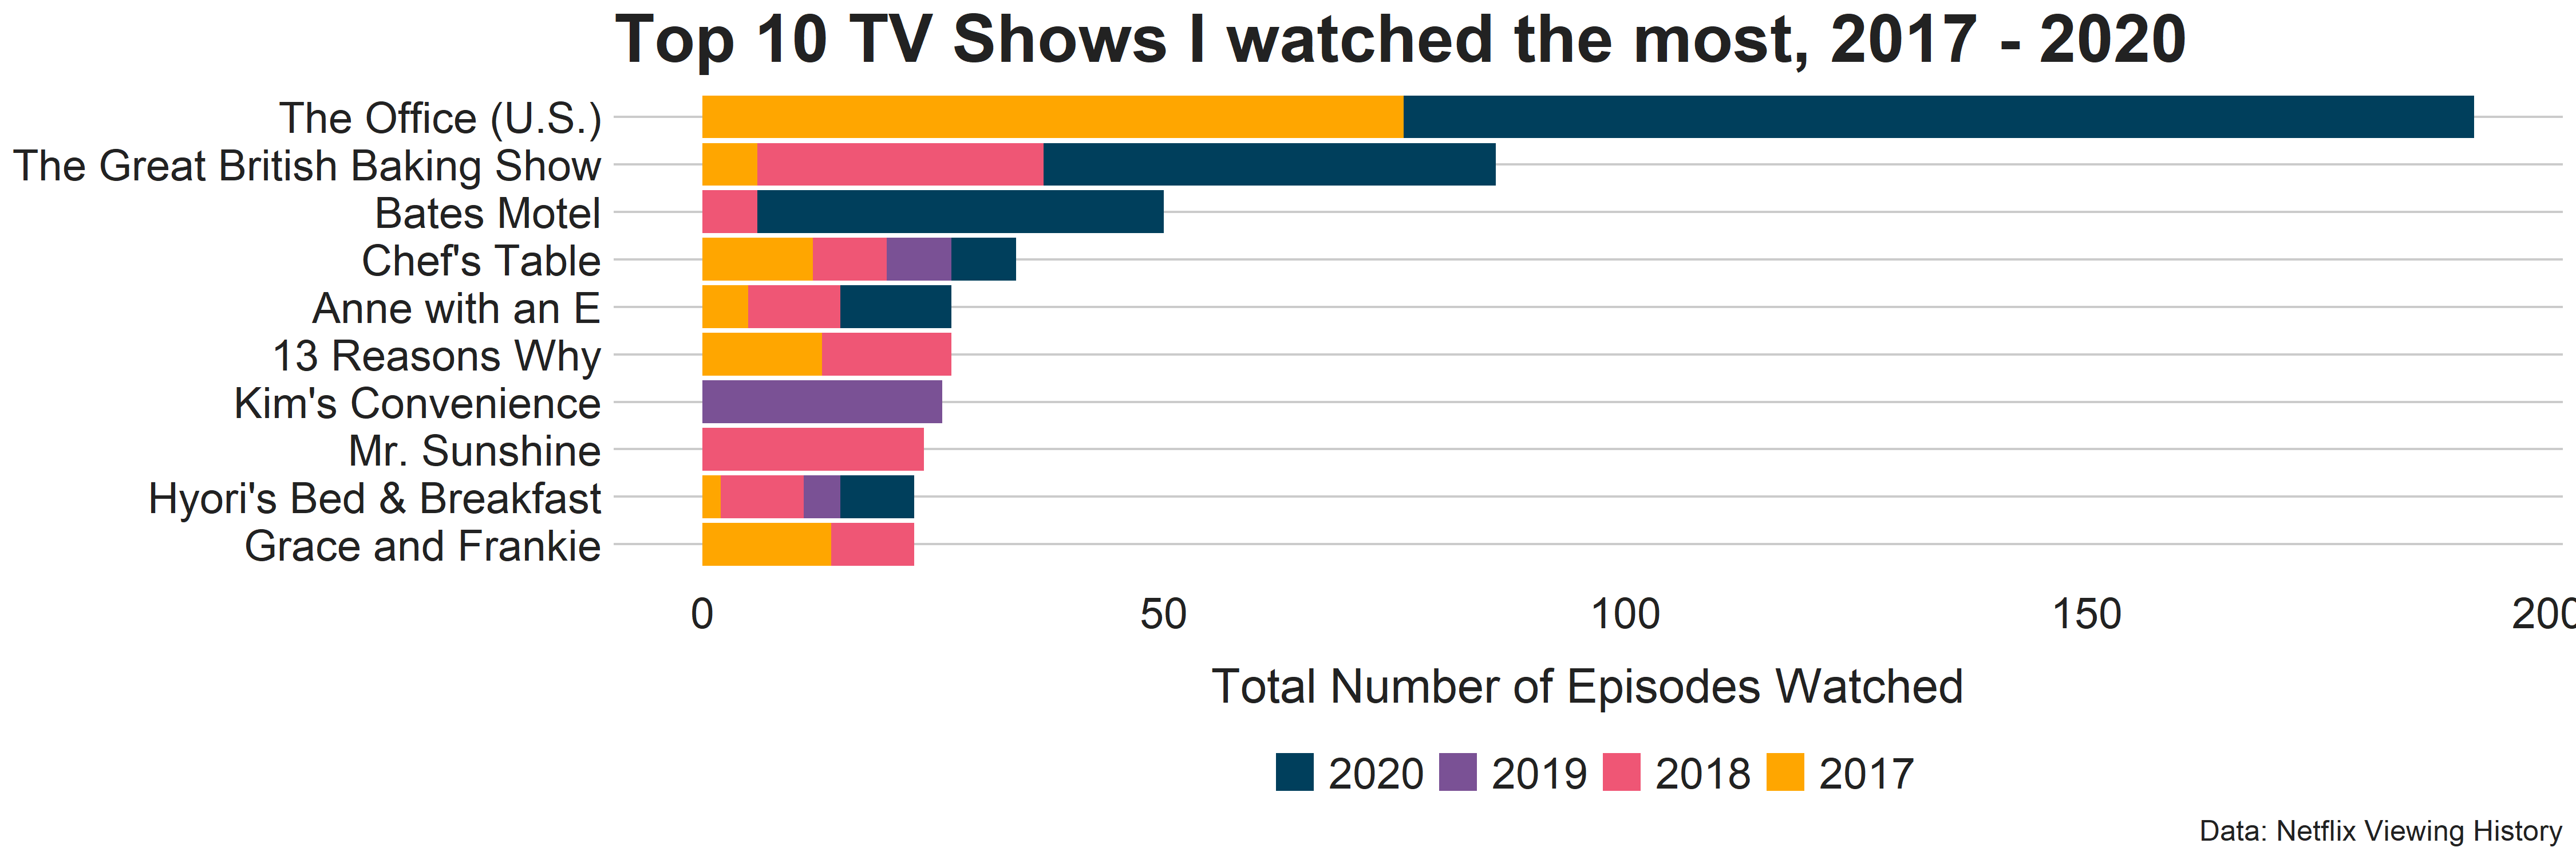 Top 10 TV Shows I watched the most, 2017 - 2020
The Office (U.S.)
The Great British Baking Show
Bates Motel
Chef's Table
Anne with an E
13 Reasons Why
Kim's Convenience
Mr. Sunshine
Hyori's Bed & Breakfast
Grace and Frankie
0 50 100 150 200
Total Number of Episodes Watched
2020 2019 2018 2017
Data: Netflix Viewing History